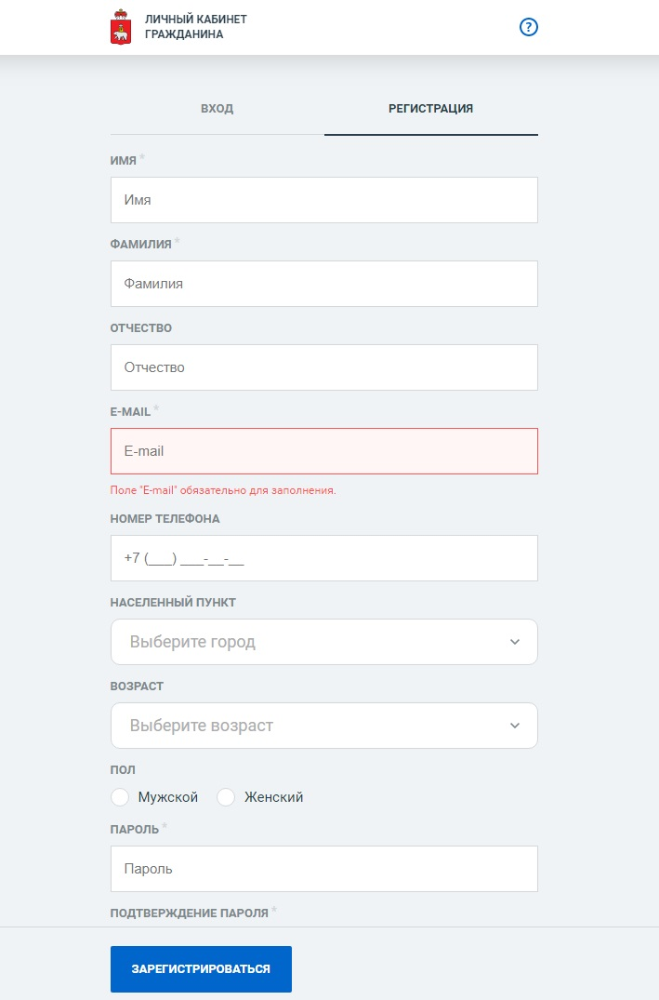 ЛИЧНЫЙ КАБИНЕТ
ГРАЖДАНИНА
?
ВХОД
РЕГИСТРАЦИЯ
ИМЯ *
Имя
ФАМИЛИЯ *
Фамилия
ОТЧЕСТВО
Отчество
E-MAIL *
E-mail
Поле "E-mail" обязательно для заполнения.
НОМЕР ТЕЛЕФОНА
+7 (___) ___-__-__
НАСЕЛЕННЫЙ ПУНКТ
Выберите город
ВОЗРАСТ
Выберите возраст
ПОЛ
Мужской Женский
ПАРОЛЬ *
Пароль
ПОДТВЕРЖДЕНИЕ ПАРОЛЯ *
ЗАРЕГИСТРИРОВАТЬСЯ